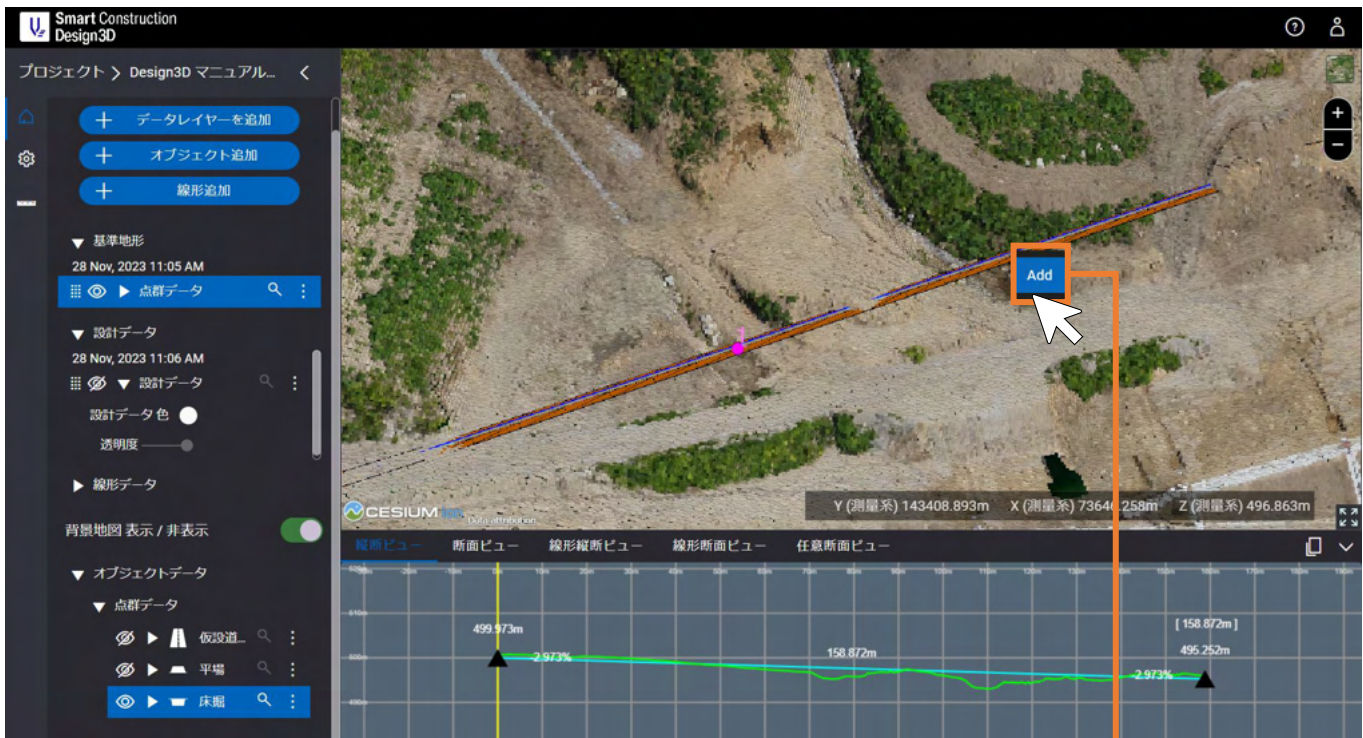 Smart Construction
Design3D
プロジェクト > Design3D マニュアル...
データレイヤーを追加
オブジェクト追加
線形追加
基準地形
28 Nov, 2023 11:05 AM
点群データ
設計データ
28 Nov, 2023 11:06 AM
設計データ
設計データ 色
透明度
線形データ
背景地図 表示 / 非表示
オブジェクトデータ
点群データ
仮設道...
平場
床掘
Add
1
CESIUM
Data attribution
Y (測量系) 143408.893m X (測量系) 73646.258m Z (測量系) 496.863m
縦断ビュー 断面ビュー 線形縦断ビュー 線形断面ビュー 任意断面ビュー
499.973m
-2.973%
158.872m
[ 158.872m ]
495.252m
-2.973%